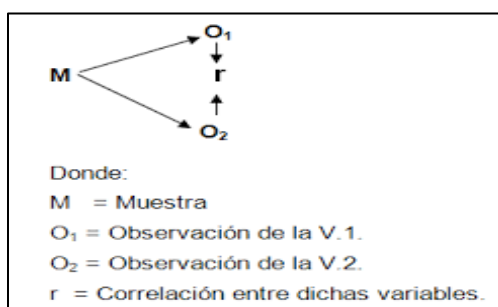 O₁
M r
O₂
Donde:
M = Muestra
O₁ = Observación de la V.1.
O₂ = Observación de la V.2.
r = Correlación entre dichas variables.